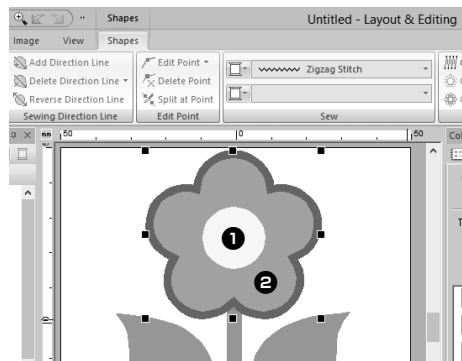 Shapes
Untitled - Layout & Editing
Image View Shapes
Add Direction Line
Delete Direction Line
Reverse Direction Line
Sewing Direction Line
Edit Point
Delete Point
Split at Point
Edit Point
Zigzag Stitch
Sew
50 0 50
Col
1
2